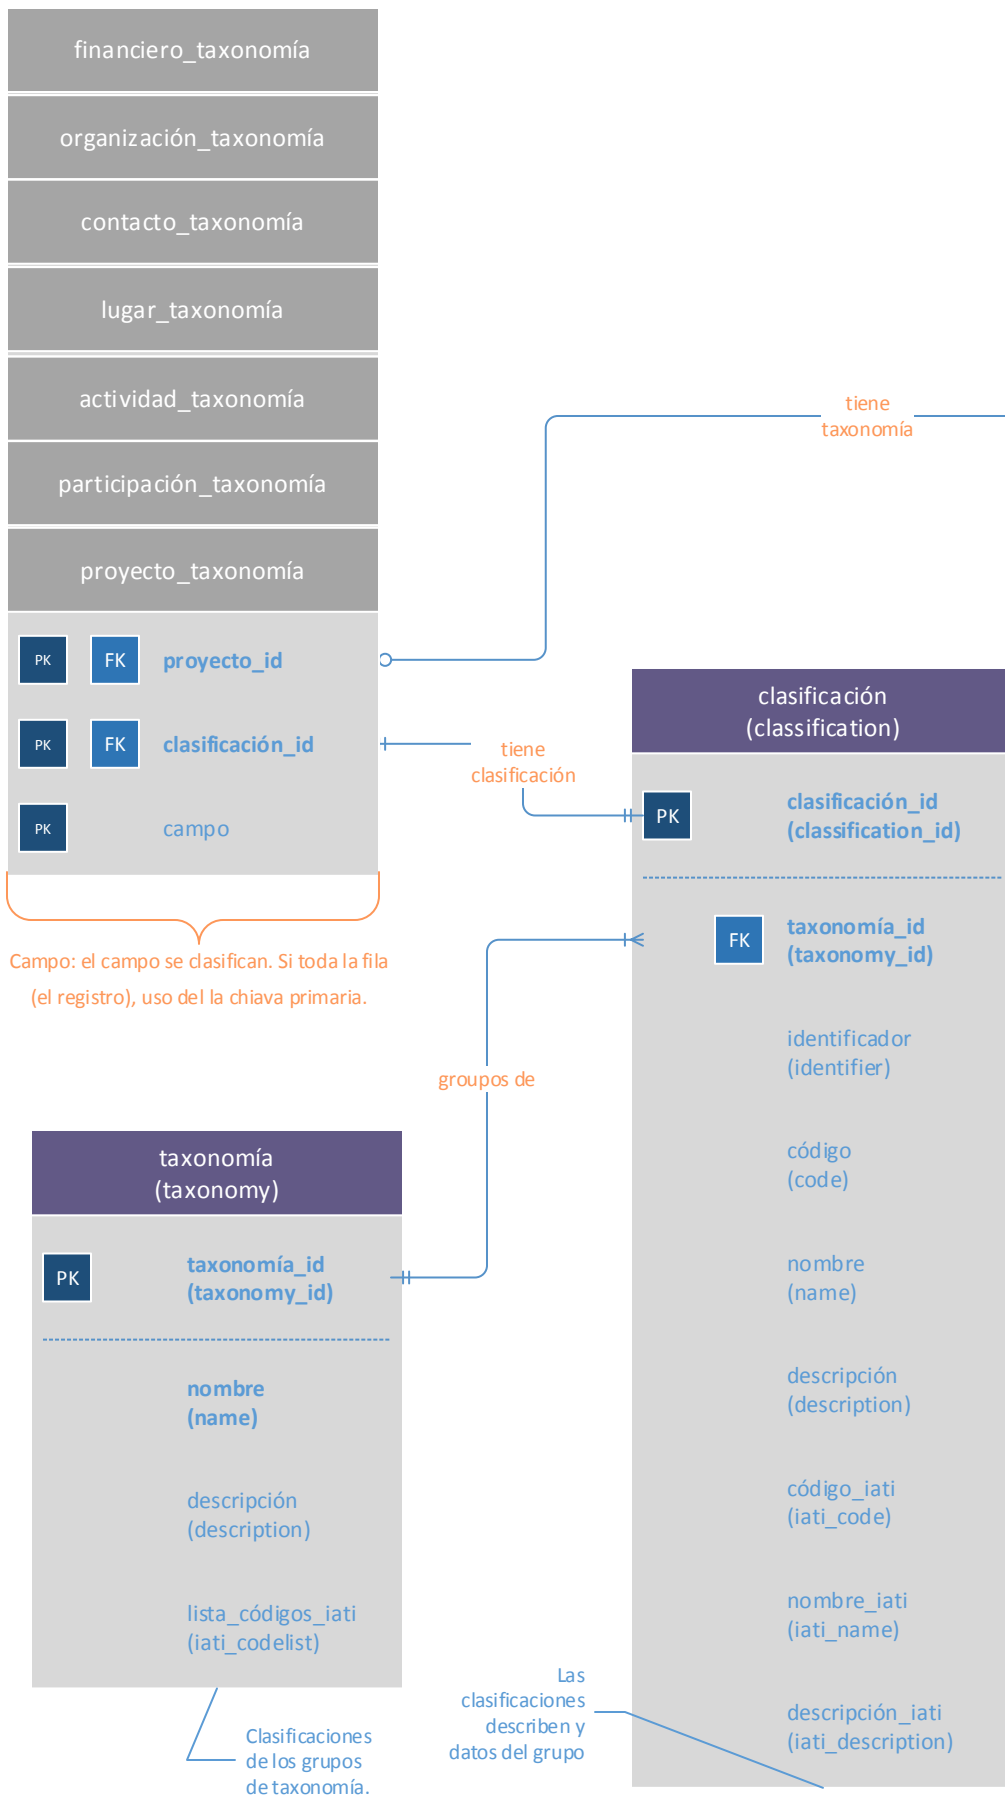 financiero_taxonomía
organización_taxonomía
contacto_taxonomía
lugar_taxonomía
actividad_taxonomía
participación_taxonomía
proyecto_taxonomía
PK FK proyecto_id
PK FK clasificación_id
PK campo
Campo: el campo se clasifican. Si toda la fila
(el registro), uso del la chiava primaria.
tiene
taxonomía
tiene
clasificación
groupos de
clasificación
(classification)
PK clasificación_id
(classification_id)
FK taxonomía_id
(taxonomy_id)
identificador
(identifier)
código
(code)
nombre
(name)
descripción
(description)
código_iati
(iati_code)
nombre_iati
(iati_name)
descripción_iati
(iati_description)
taxonomía
(taxonomy)
PK taxonomía_id
(taxonomy_id)
nombre
(name)
descripción
(description)
lista_códigos_iati
(iati_codelist)
Clasificaciones
de los grupos
de taxonomía.
Las
clasificaciones
describen y
datos del grupo